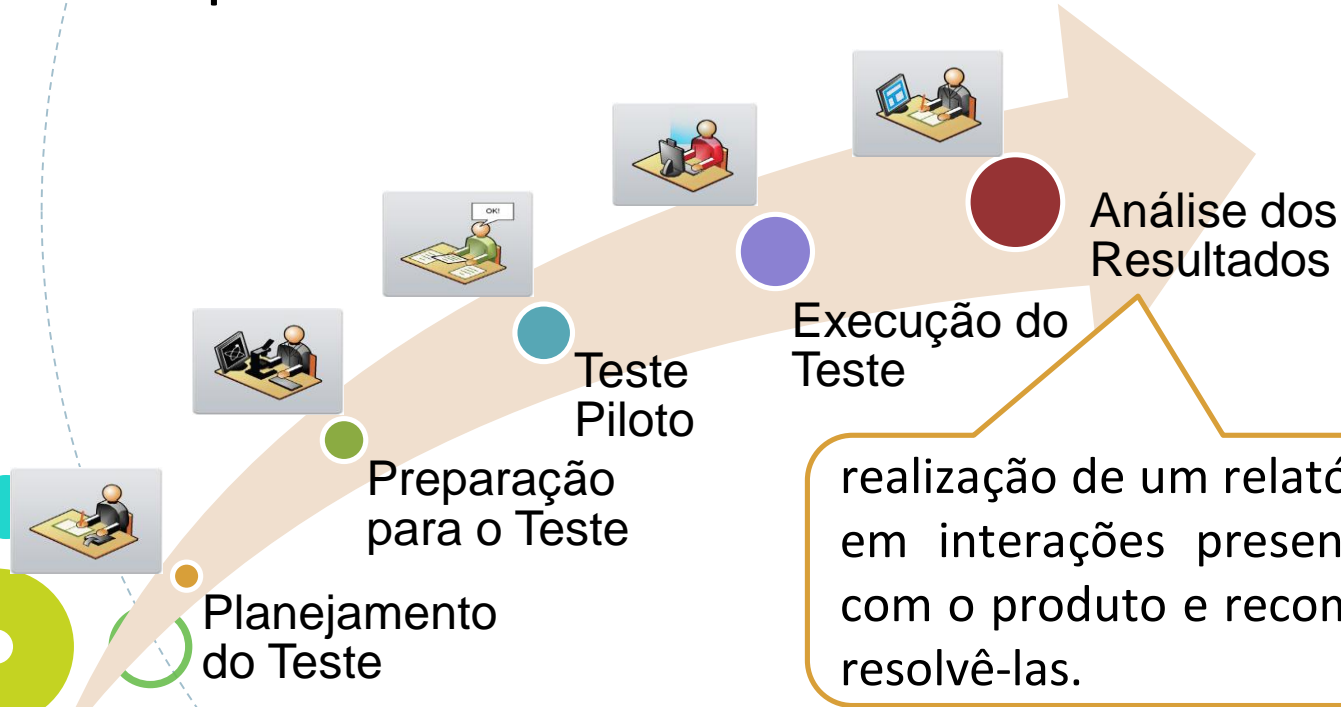 OK!
Análise dos
Resultados
Execução do
Teste
Teste
Piloto
Preparação
para o Teste
Planejamento
do Teste
realização de um relató
em interações presen
com o produto e recom
resolvê-las.